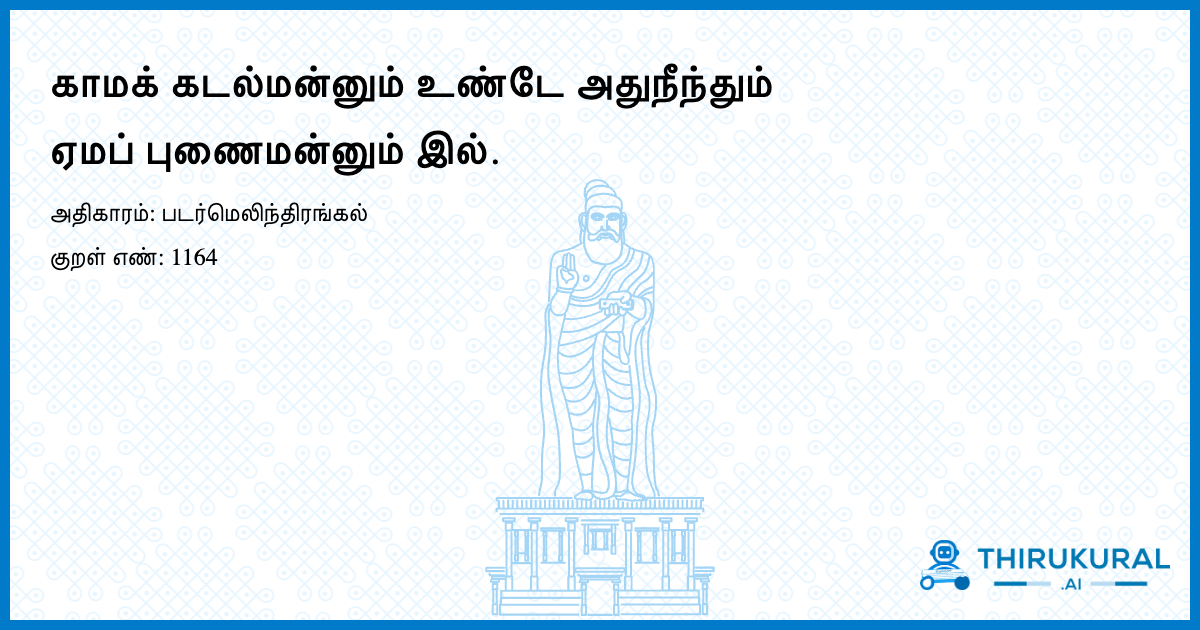 காமக் கடல்மன்னும் உண்டே அதுநீந்தும்
ஏமப் புணைமன்னும் இல்.
அதிகாரம்: படர்மெலிந்திரங்கல்
குறள் எண்: 1164
THIRUKURAL
.AI